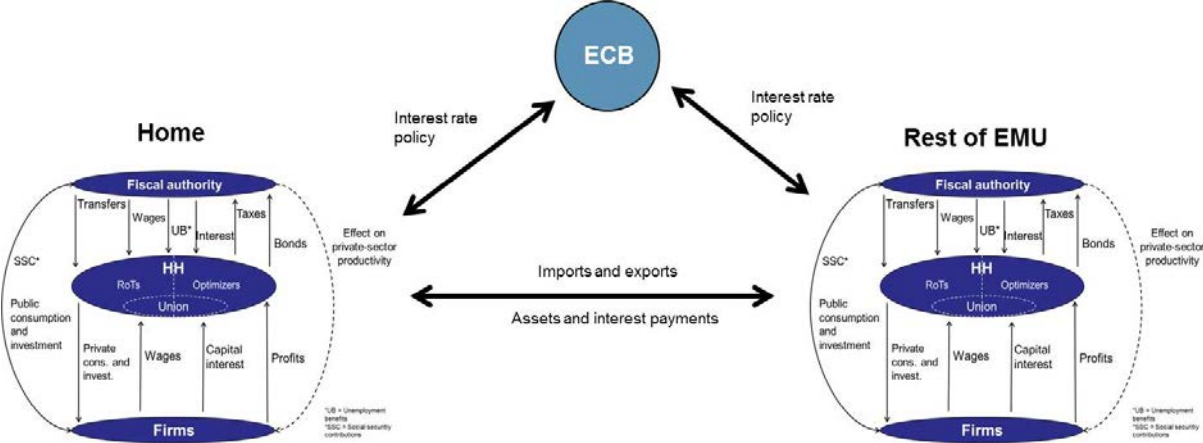 ECB
Interest rate
policy
Interest rate
policy
Home
Fiscal authority
Transfers
Wages
UB*
Interest
Taxes
Bonds
SSC*
Effect on
private-sector
productivity
HH
RoTs
Optimizers
Union
Public
consumption
and
investment
Private
cons. and
invest.
Wages
Capital
interest
Profits
Firms
*UB = Unemployment
benefits
*SSC = Social security
contributions
Imports and exports
Assets and interest payments
Rest of EMU
Fiscal authority
Transfers
Wages
UB*
Interest
Taxes
Bonds
SSC*
Effect on
private-sector
productivity
HH
RoTs
Optimizers
Union
Public
consumption
and
investment
Private
cons. and
invest.
Wages
Capital
interest
Profits
Firms
*UB = Unemployment
benefits
*SSC = Social security
contributions